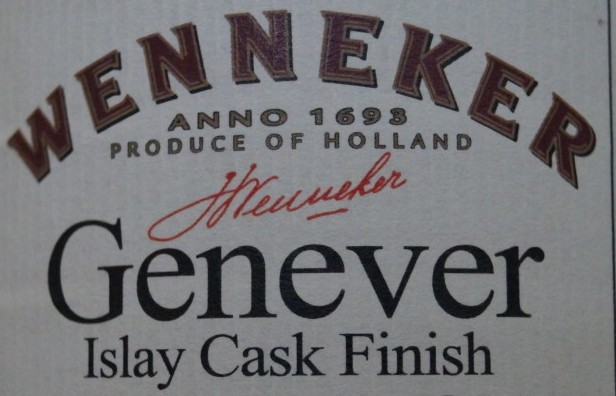 WENNEKER
ANNO 1693
PRODUCE OF HOLLAND
JWenneker
Genever
Islay Cask Finish